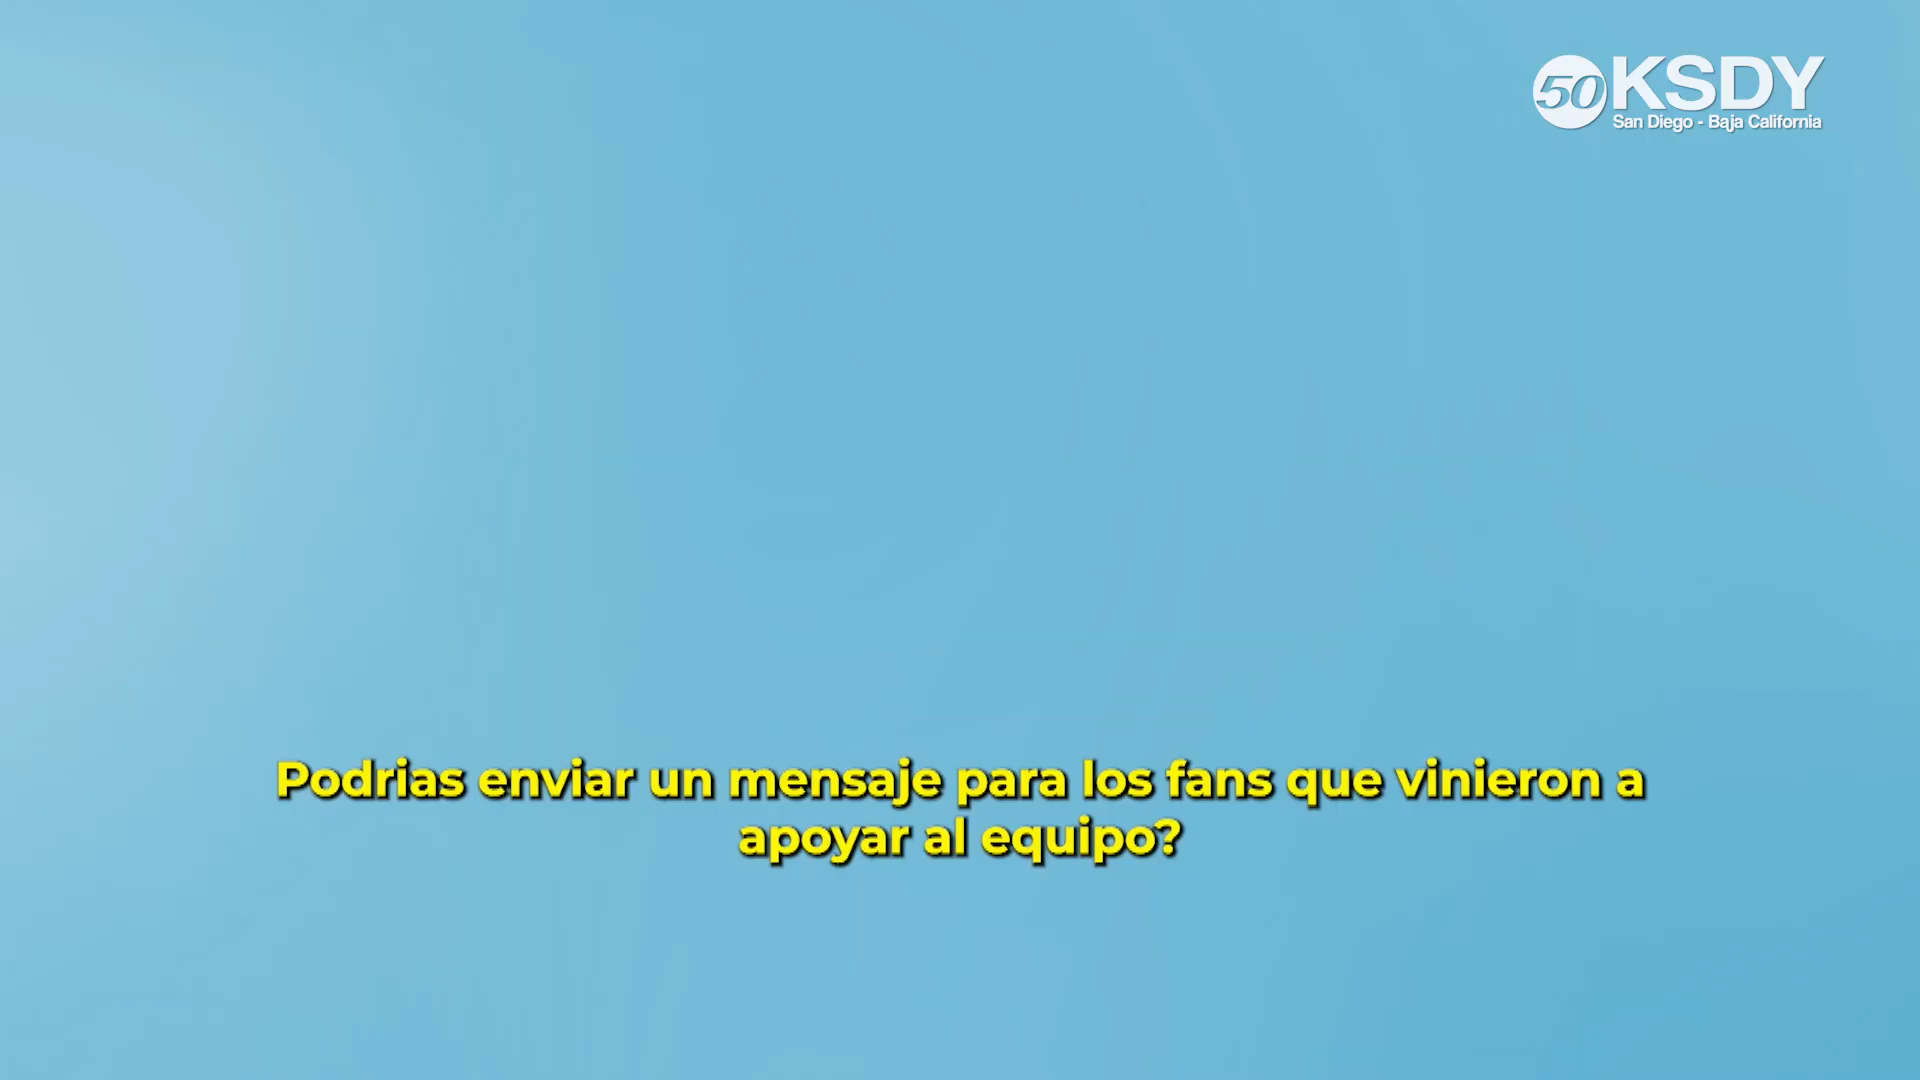 50 KSDY
San Diego - Baja California
Podrias enviar un mensaje para los fans que vinieron a
apoyar al equipo?